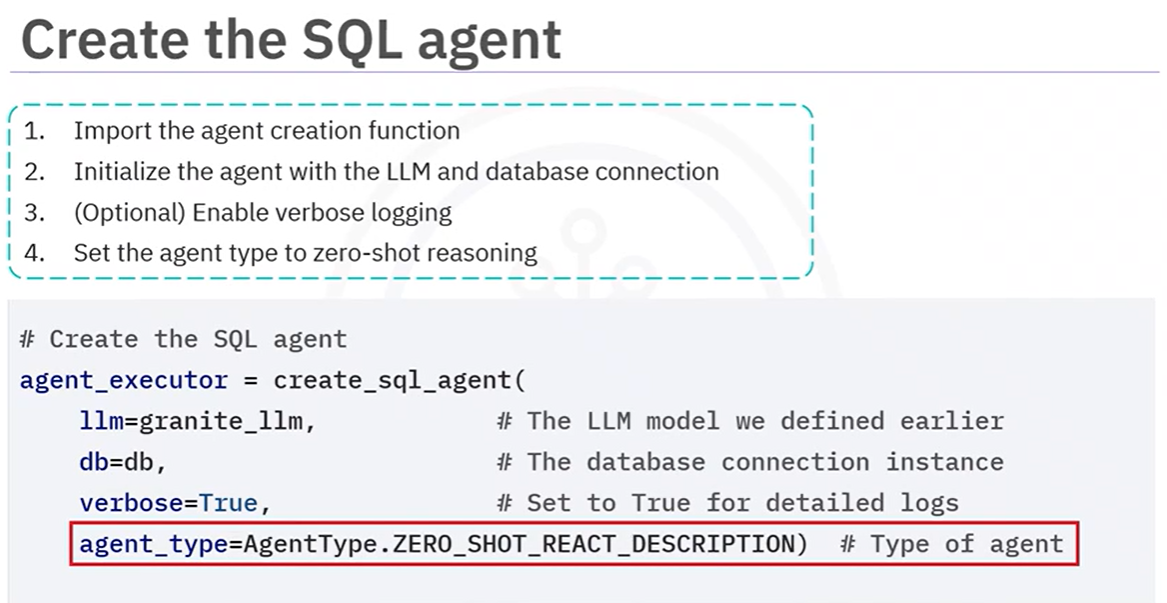 Create the SQL agent
1. Import the agent creation function
2. Initialize the agent with the LLM and database connection
3. (Optional) Enable verbose logging
4. Set the agent type to zero-shot reasoning
# Create the SQL agent
agent_executor = create_sql_agent(
    llm=granite_llm,            # The LLM model we defined earlier
    db=db,                      # The database connection instance
    verbose=True,               # Set to True for detailed logs
    agent_type=AgentType.ZERO_SHOT_REACT_DESCRIPTION)  # Type of agent